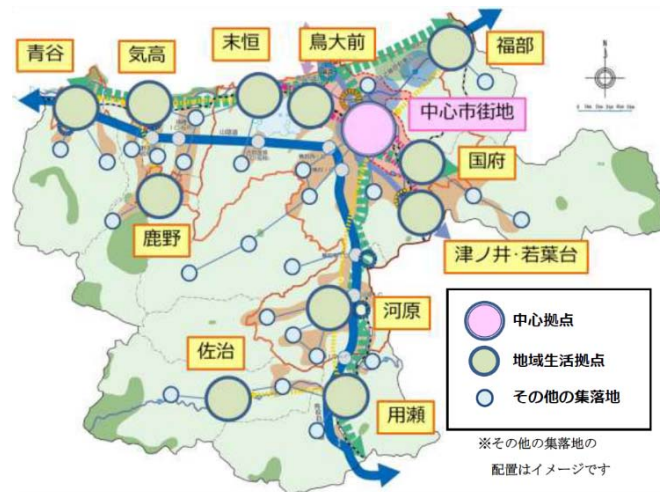 青谷
気高
末恒
鳥大前
福部
中心市街地
国府
鹿野
津ノ井・若葉台
河原
佐治
用瀬
中心拠点
地域生活拠点
その他の集落地
※その他の集落地の
配置はイメージです
N